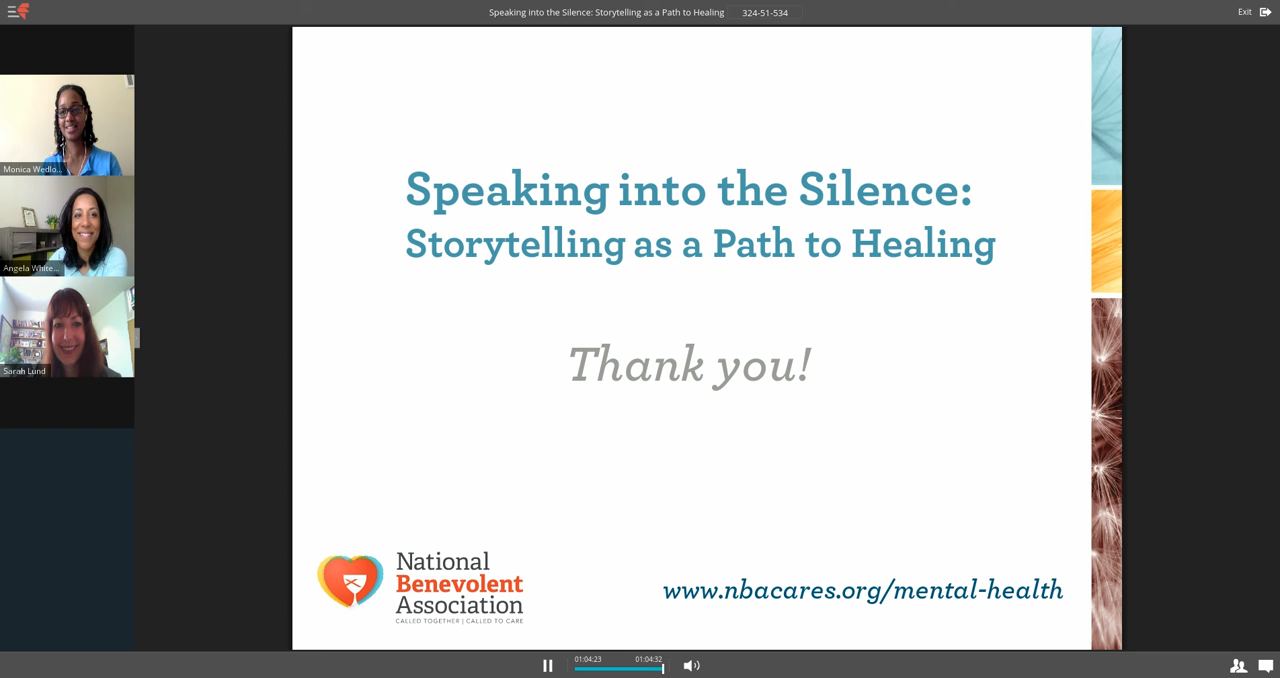 Speaking into the Silence: Storytelling as a Path to Healing
324-51-534
Exit
Monica Wedlo...
Angela White...
Sarah Lund
Speaking into the Silence:
Storytelling as a Path to Healing
Thank you!
National
Benevolent
Association
CALLED TOGETHER | CALLED TO CARE
www.nbacares.org/mental-health
01:04:23
01:04:32